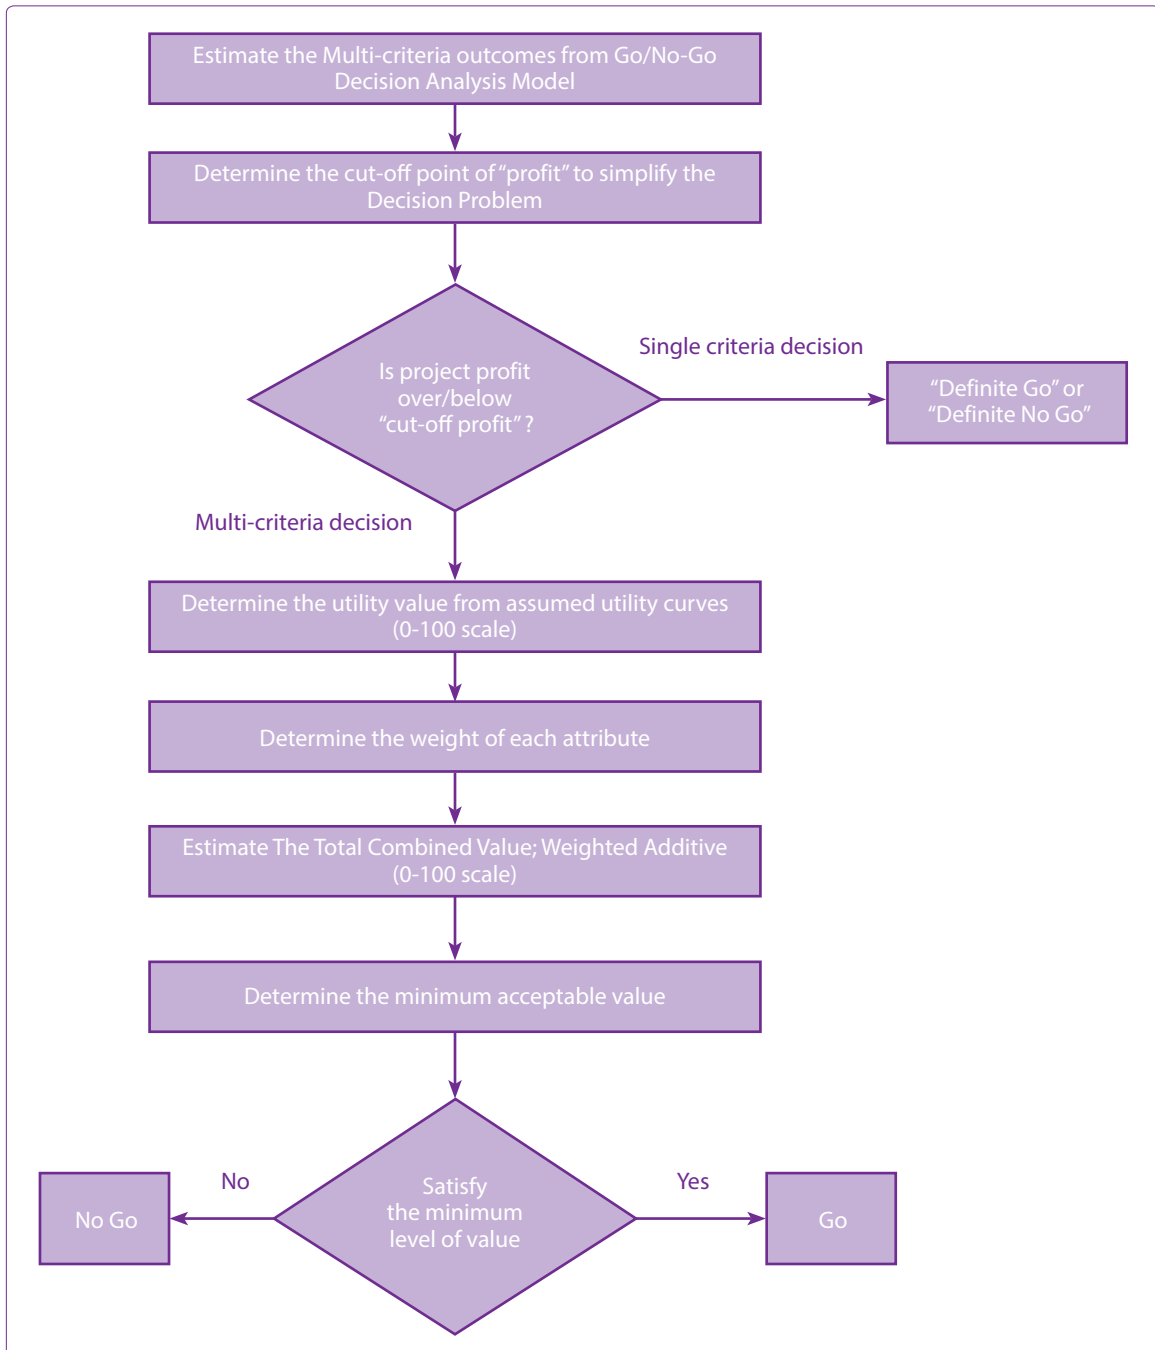 Estimate the Multi-criteria outcomes from Go/No-Go
Decision Analysis Model
Determine the cut-off point of “profit” to simplify the
Decision Problem
Is project profit
over/below
“cut-off profit” ?
Single criteria decision
“Definite Go” or
“Definite No Go”
Multi-criteria decision
Determine the utility value from assumed utility curves
(0-100 scale)
Determine the weight of each attribute
Estimate The Total Combined Value; Weighted Additive
(0-100 scale)
Determine the minimum acceptable value
Satisfy
the minimum
level of value
No
No Go
Yes
Go